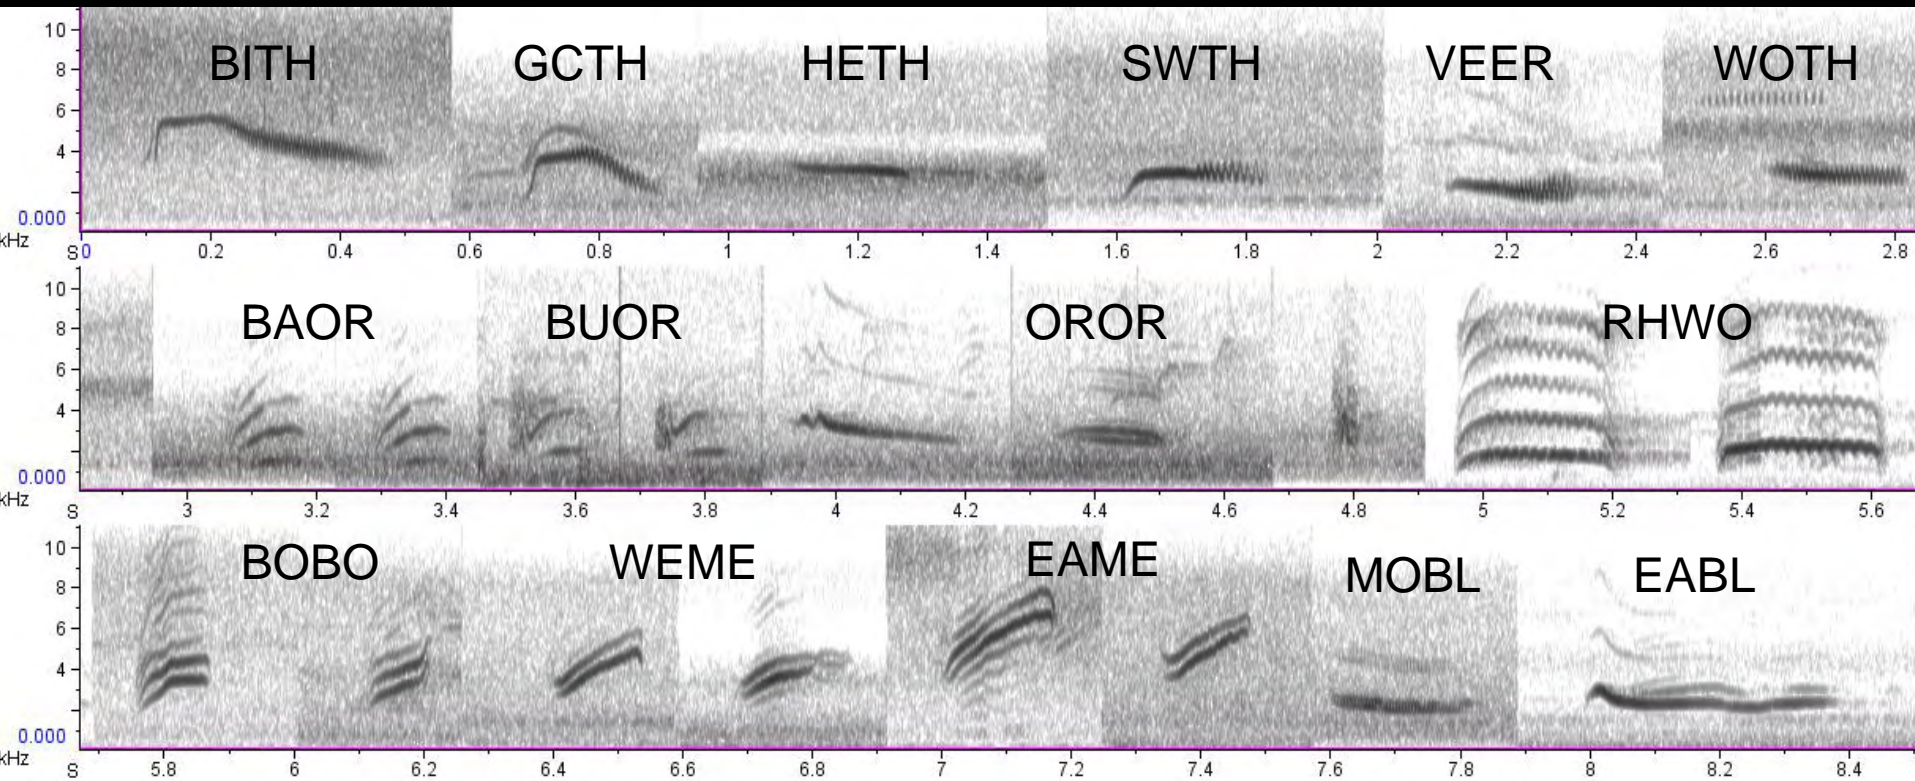 10
BITH GCTH HETH SWTH VEER WOTH
8
6
4
0.000
kHz
S 0 0.2 0.4 0.6 0.8 1 1.2 1.4 1.6 1.8 2 2.2 2.4 2.6 2.8
10
BAOR BUOR OROR RHWO
8
6
4
0.000
kHz
S 3 3.2 3.4 3.6 3.8 4 4.2 4.4 4.6 4.8 5 5.2 5.4 5.6
10
BOBO WEME EAME MOBL EABL
8
6
4
0.000
kHz
S 5.8 6 6.2 6.4 6.6 6.8 7 7.2 7.4 7.6 7.8 8 8.2 8.4